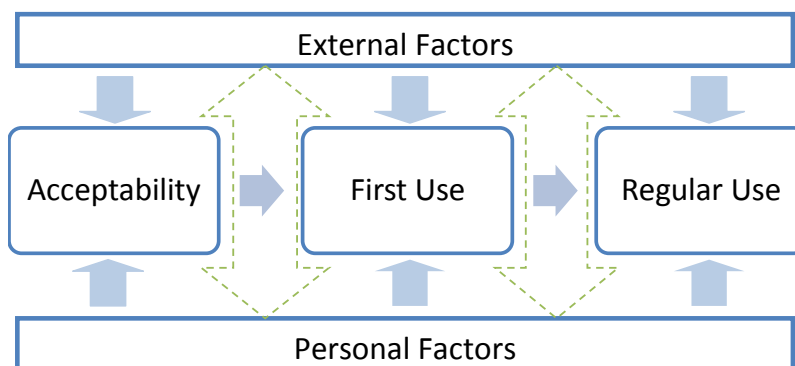 External Factors
Acceptability
First Use
Regular Use
Personal Factors